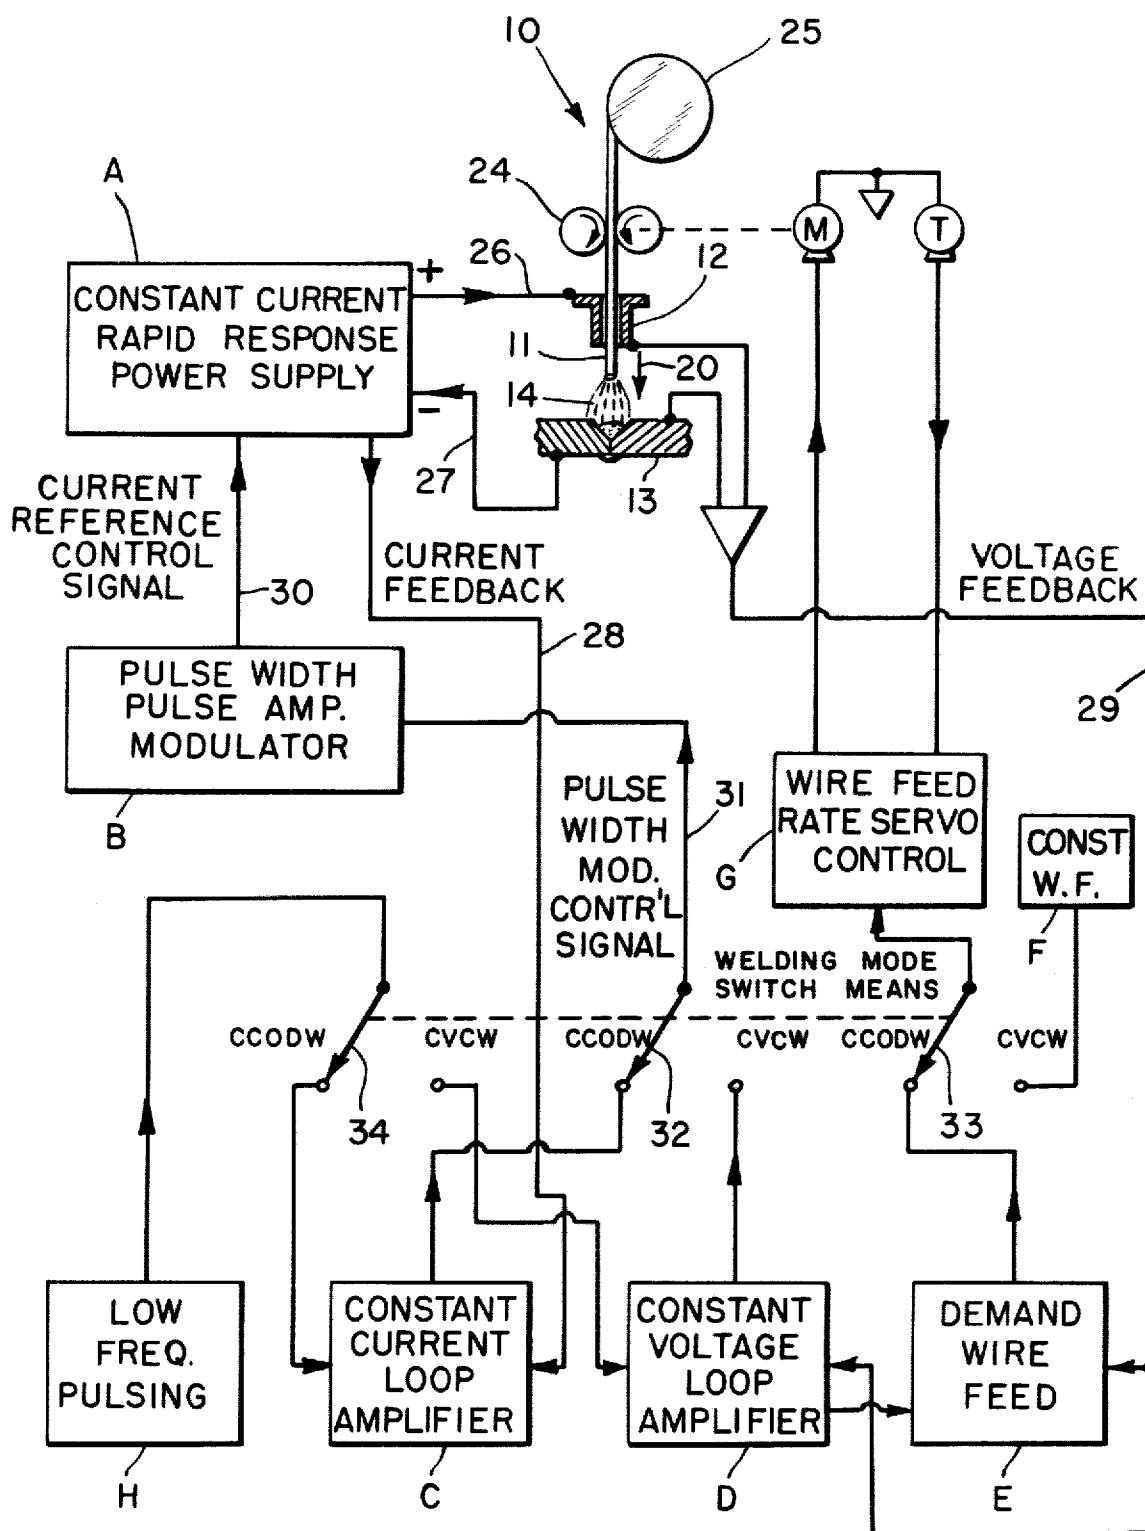 10
25
A
24
M
T
+
26
12
CONSTANT CURRENT
RAPID RESPONSE
POWER SUPPLY
11
20
14
-
27
13
CURRENT
REFERENCE
CONTROL
SIGNAL
30
CURRENT
FEEDBACK
28
VOLTAGE
FEEDBACK
29
PULSE WIDTH
PULSE AMP.
MODULATOR
B
PULSE
WIDTH
MOD.
CONTR'L
SIGNAL
31
WIRE FEED
RATE SERVO
CONTROL
G
CONST
W.F.
F
WELDING MODE
SWITCH MEANS
CCODW
CVCW
CCODW
CVCW
CCODW
CVCW
34
32
33
LOW
FREQ.
PULSING
CONSTANT
CURRENT
LOOP
AMPLIFIER
CONSTANT
VOLTAGE
LOOP
AMPLIFIER
DEMAND
WIRE
FEED
H
C
D
E